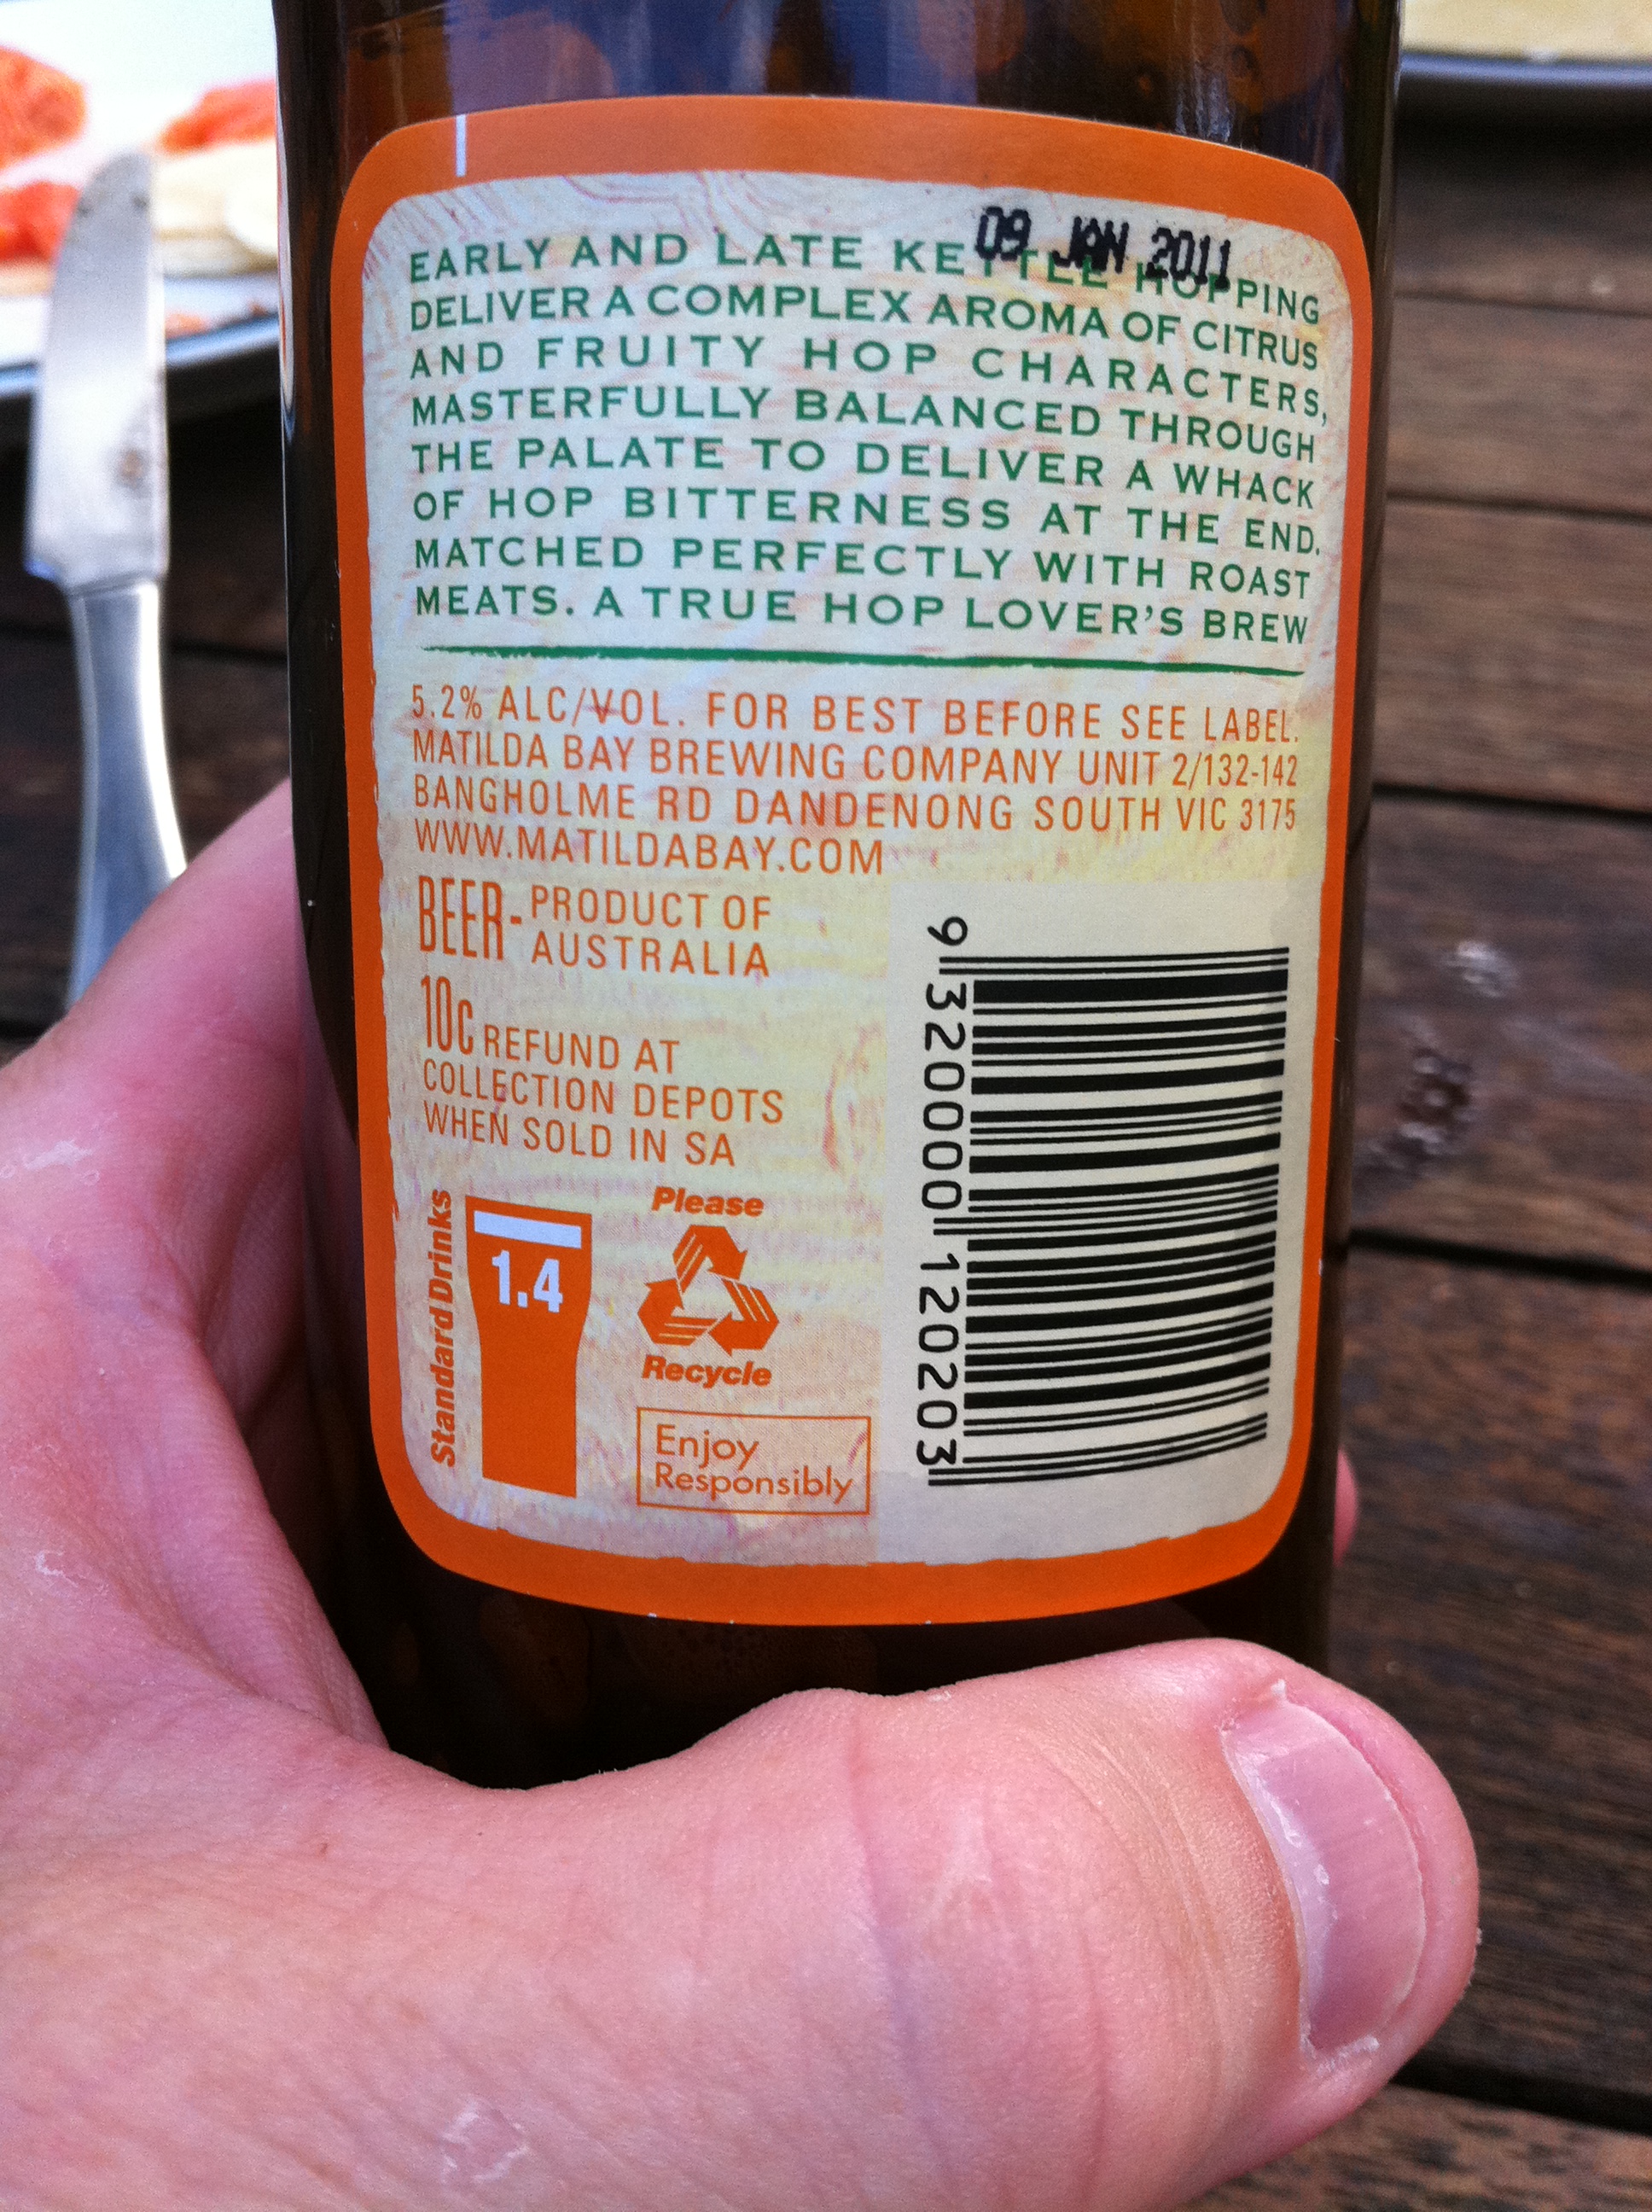 09 JAN 2011
EARLY AND LATE KETTLE HOPPING
DELIVER A COMPLEX AROMA OF CITRUS
AND FRUITY HOP CHARACTERS,
MASTERFULLY BALANCED THROUGH
THE PALATE TO DELIVER A WHACK
OF HOP BITTERNESS AT THE END.
MATCHED PERFECTLY WITH ROAST
MEATS. A TRUE HOP LOVER'S BREW
5.2% ALC/VOL. FOR BEST BEFORE SEE LABEL.
MATILDA BAY BREWING COMPANY UNIT 2/132-142
BANGHOLME RD DANDENONG SOUTH VIC 3175
WWW.MATILDABAY.COM
BEER- PRODUCT OF
AUSTRALIA
10C REFUND AT
COLLECTION DEPOTS
WHEN SOLD IN SA
Standard Drinks
1.4
Please
Recycle
Enjoy
Responsibly
9 320000 120203